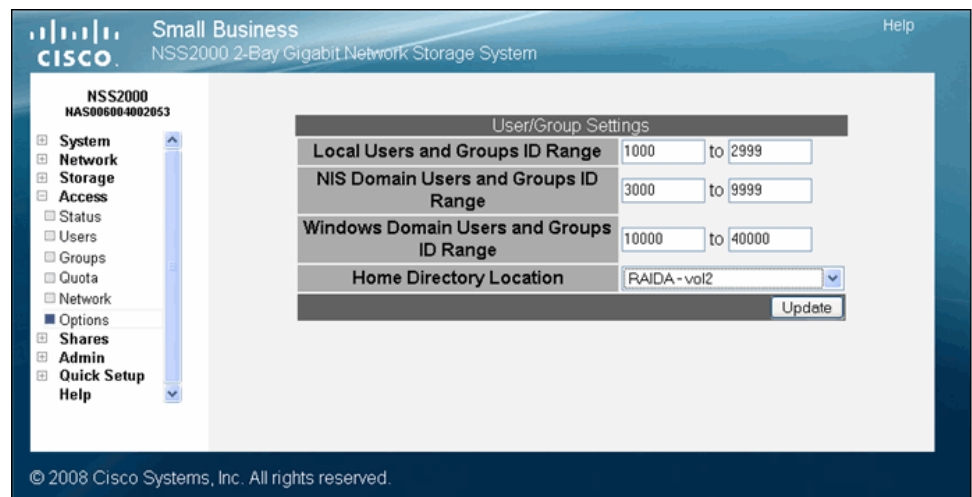 Small Business
Help
CISCO.
NSS2000 2-Bay Gigabit Network Storage System
NSS2000
NAS006004002053
System
Network
Storage
Access
Status
Users
Groups
Quota
Network
Options
Shares
Admin
Quick Setup
Help
User/Group Settings
Local Users and Groups ID Range 1000 to 2999
NIS Domain Users and Groups ID
Range
3000 to 9999
Windows Domain Users and Groups
ID Range
10000 to 40000
Home Directory Location RAIDA - vol2
Update
© 2008 Cisco Systems, Inc. All rights reserved.